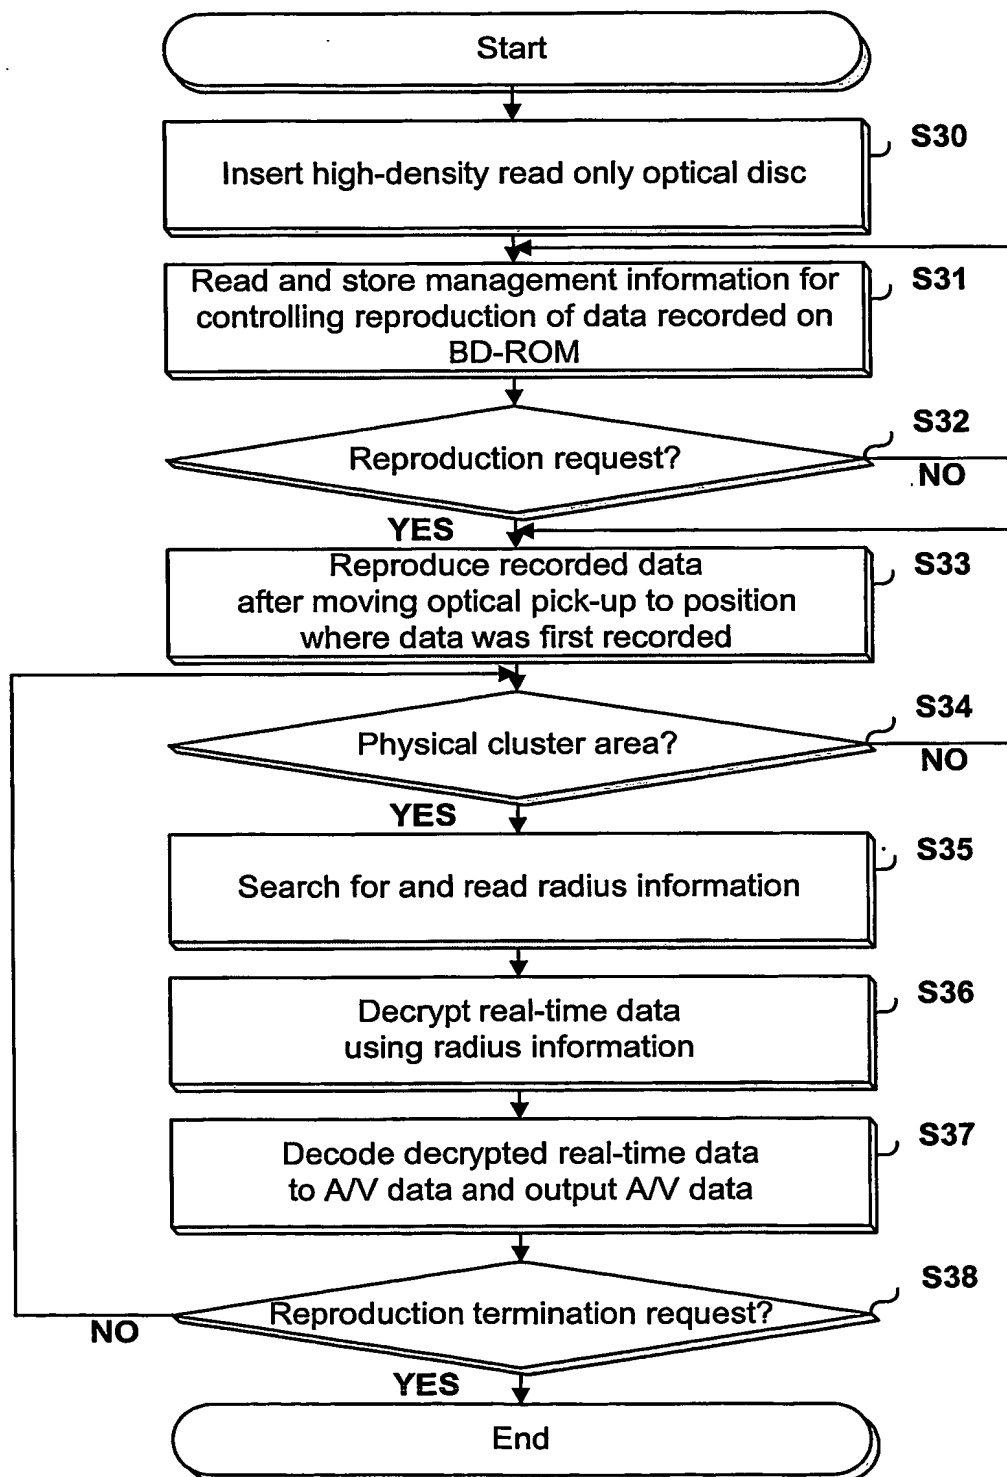 Start
S30
Insert high-density read only optical disc
Read and store management information for
S31
controlling reproduction of data recorded on
BD-ROM
S32
Reproduction request?
NO
YES
Reproduce recorded data
S33
after moving optical pick-up to position
where data was first recorded
S34
Physical cluster area?
NO
YES
S35
Search for and read radius information
S36
Decrypt real-time data
using radius information
S37
Decode decrypted real-time data
to A/V data and output A/V data
S38
Reproduction termination request?
NO
YES
End